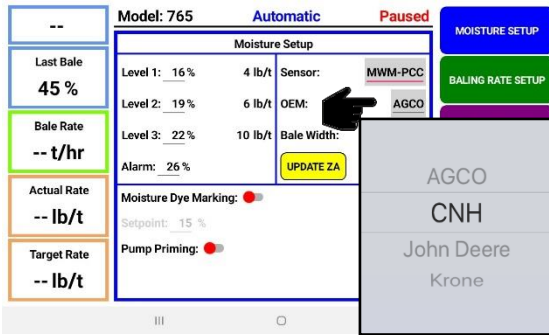 --
Model: 765 Automatic Paused
MOISTURE SETUP
Moisture Setup
Last Bale
45 %
Level 1: 16 % 4 lb/t Sensor: MWM-PCC
BALING RATE SETUP
Level 2: 19% 6 lb/t OEM: AGCO
Bale Rate
-- t/hr
Level 3: 22% 10 lb/t Bale Width:
Alarm: 26 %
UPDATE ZA
AGCO
CNH
John Deere
Krone
Actual Rate
-- lb/t
Moisture Dye Marking:
Setpoint: 15 %
Target Rate
-- lb/t
Pump Priming: